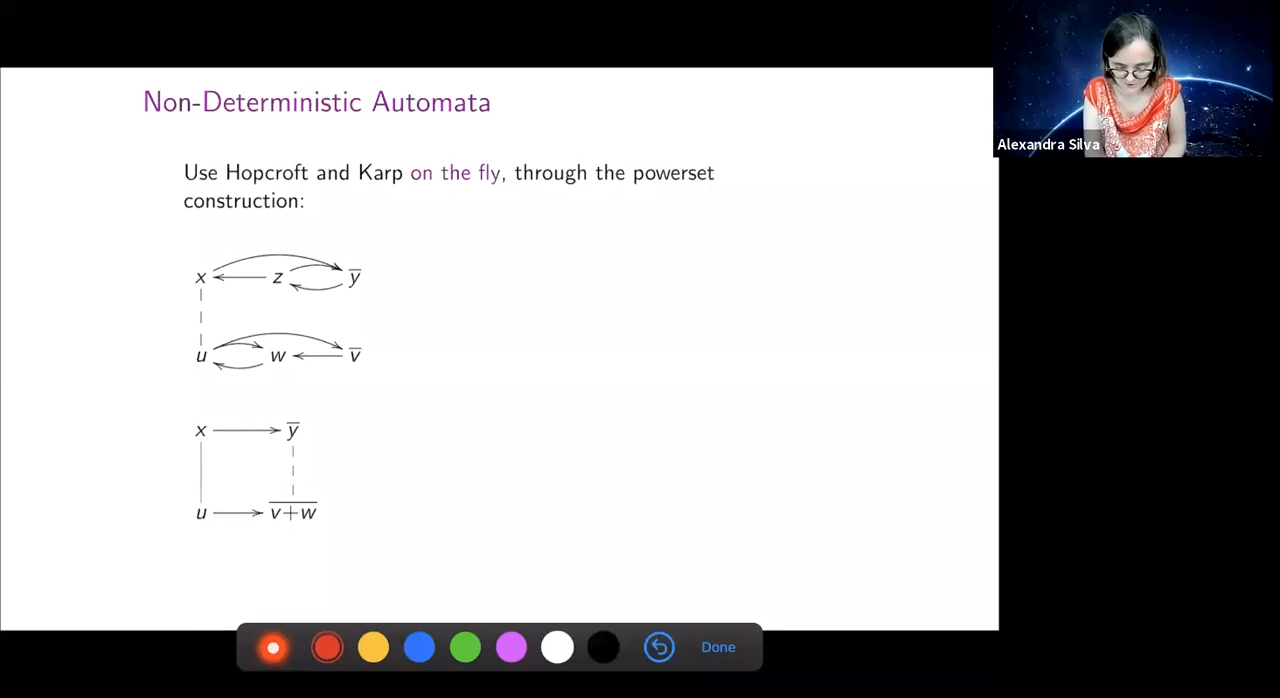 Non-Deterministic Automata
Alexandra Silva
Use Hopcroft and Karp on the fly, through the powerset
construction:
x z y̅
u w v̅
x y̅
u v̅+̅w̅
Done